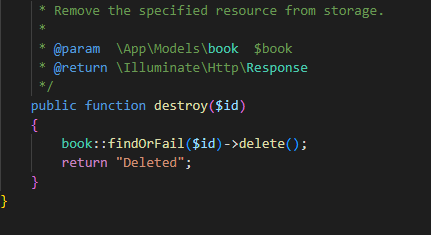 * Remove the specified resource from storage.
*
* @param  \App\Models\book  $book
* @return \Illuminate\Http\Response
*/
public function destroy($id)
{
book::findOrFail($id)->delete();
return "Deleted";
}
}